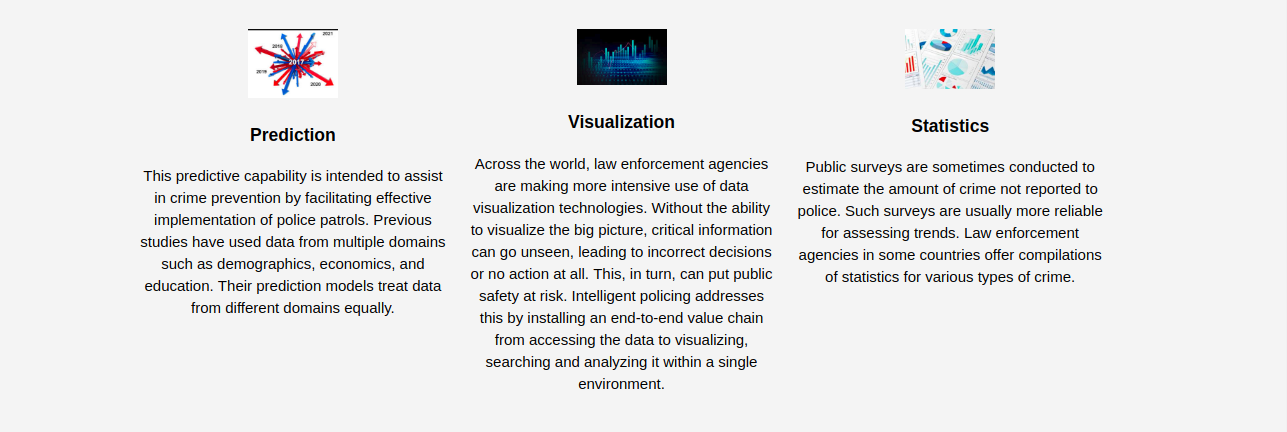 2021
2018
2017
2019
2020
Prediction
This predictive capability is intended to assist
in crime prevention by facilitating effective
implementation of police patrols. Previous
studies have used data from multiple domains
such as demographics, economics, and
education. Their prediction models treat data
from different domains equally.
Visualization
Across the world, law enforcement agencies
are making more intensive use of data
visualization technologies. Without the ability
to visualize the big picture, critical information
can go unseen, leading to incorrect decisions
or no action at all. This, in turn, can put public
safety at risk. Intelligent policing addresses
this by installing an end-to-end value chain
from accessing the data to visualizing,
searching and analyzing it within a single
environment.
Statistics
Public surveys are sometimes conducted to
estimate the amount of crime not reported to
police. Such surveys are usually more reliable
for assessing trends. Law enforcement
agencies in some countries offer compilations
of statistics for various types of crime.